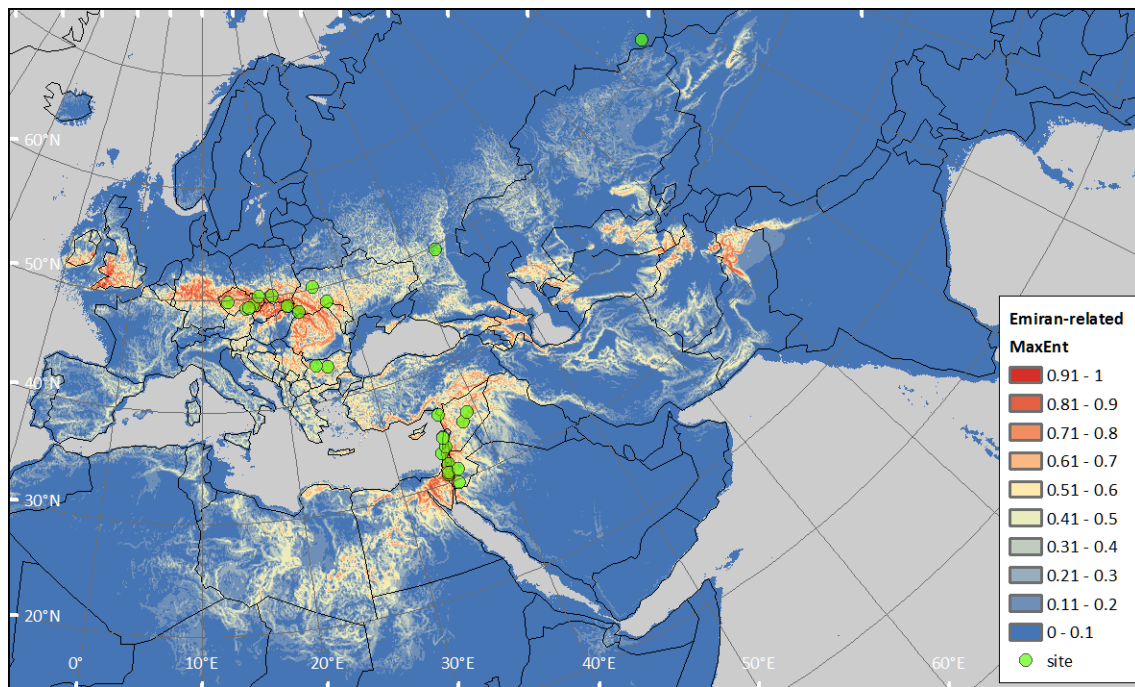 60°N
50°N
40°N
30°N
20°N
0°
10°E
20°E
30°E
40°E
50°E
60°E
Emiran-related
MaxEnt
0.91 - 1
0.81 - 0.9
0.71 - 0.8
0.61 - 0.7
0.51 - 0.6
0.41 - 0.5
0.31 - 0.4
0.21 - 0.3
0.11 - 0.2
0 - 0.1
site